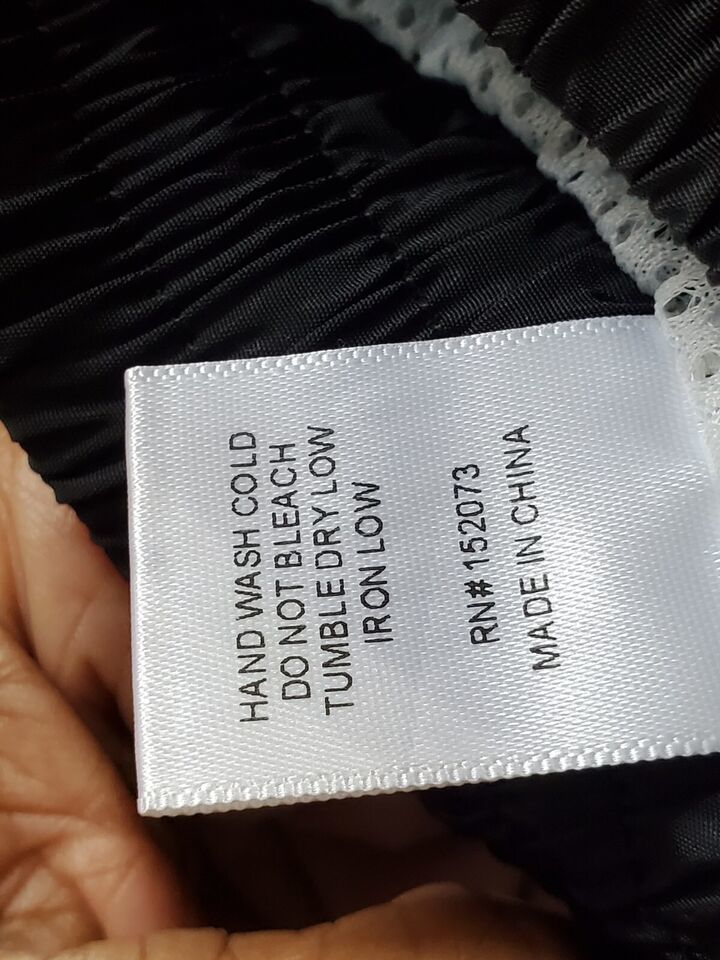 HAND WASH COLD
DO NOT BLEACH
TUMBLE DRY LOW
IRON LOW
RN# 152073
MADE IN CHINA